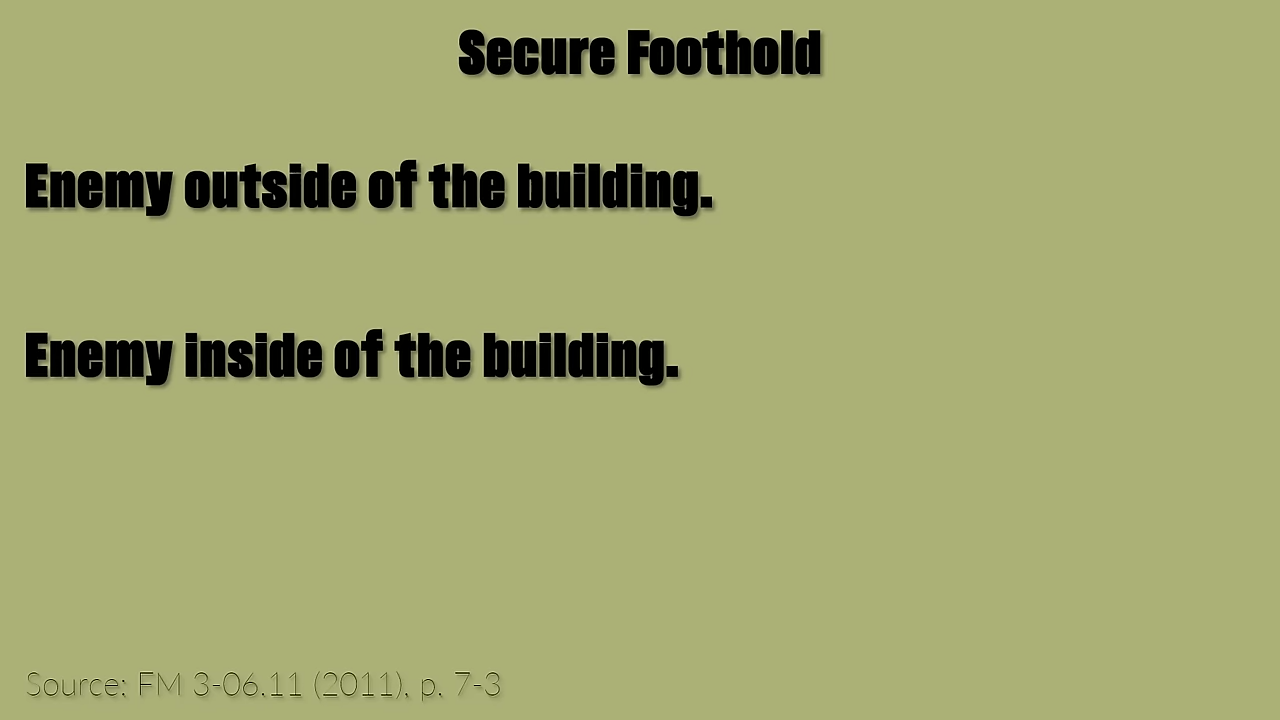 Secure Foothold
Enemy outside of the building.
Enemy inside of the building.
Source: FM 3-06.11 (2011), p. 7-3